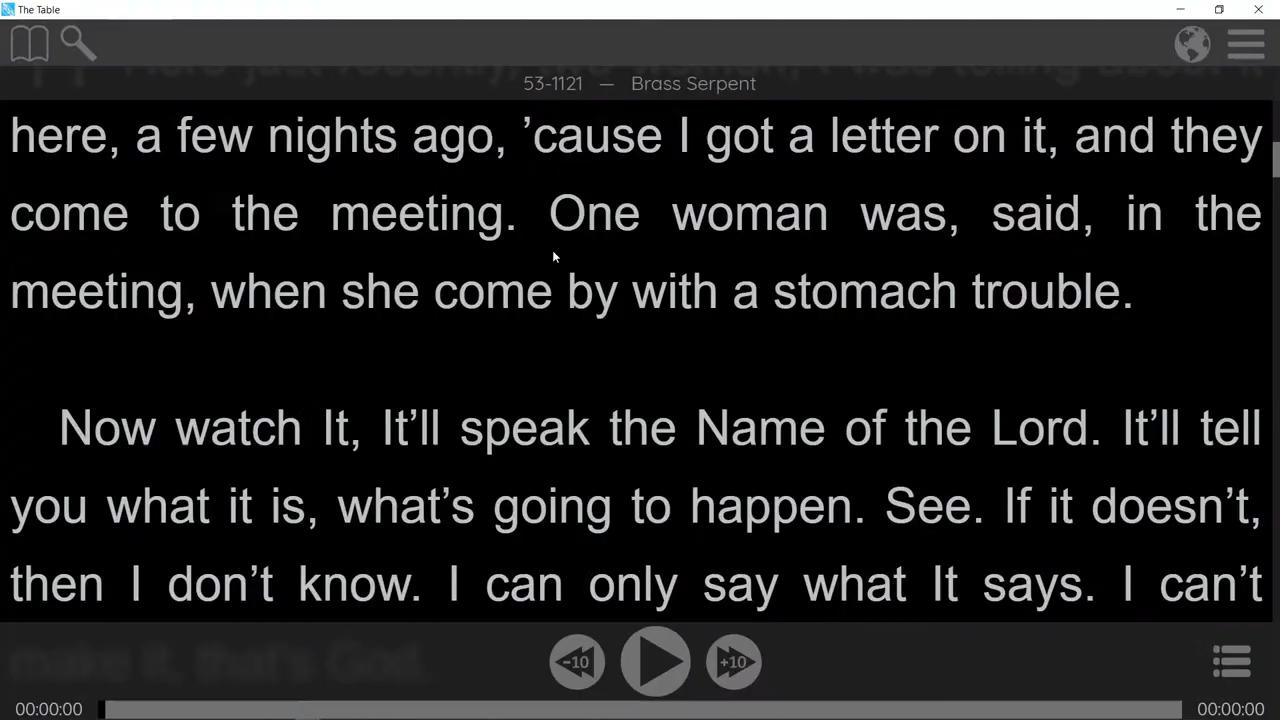 The Table
53-1121 — Brass Serpent
here, a few nights ago, ’cause I got a letter on it, and they
come to the meeting. One woman was, said, in the
meeting, when she come by with a stomach trouble.
Now watch It, It’ll speak the Name of the Lord. It’ll tell
you what it is, what’s going to happen. See. If it doesn’t,
then I don’t know. I can only say what It says. I can’t
make it, that’s God.
-10 +10
00:00:00 00:00:00